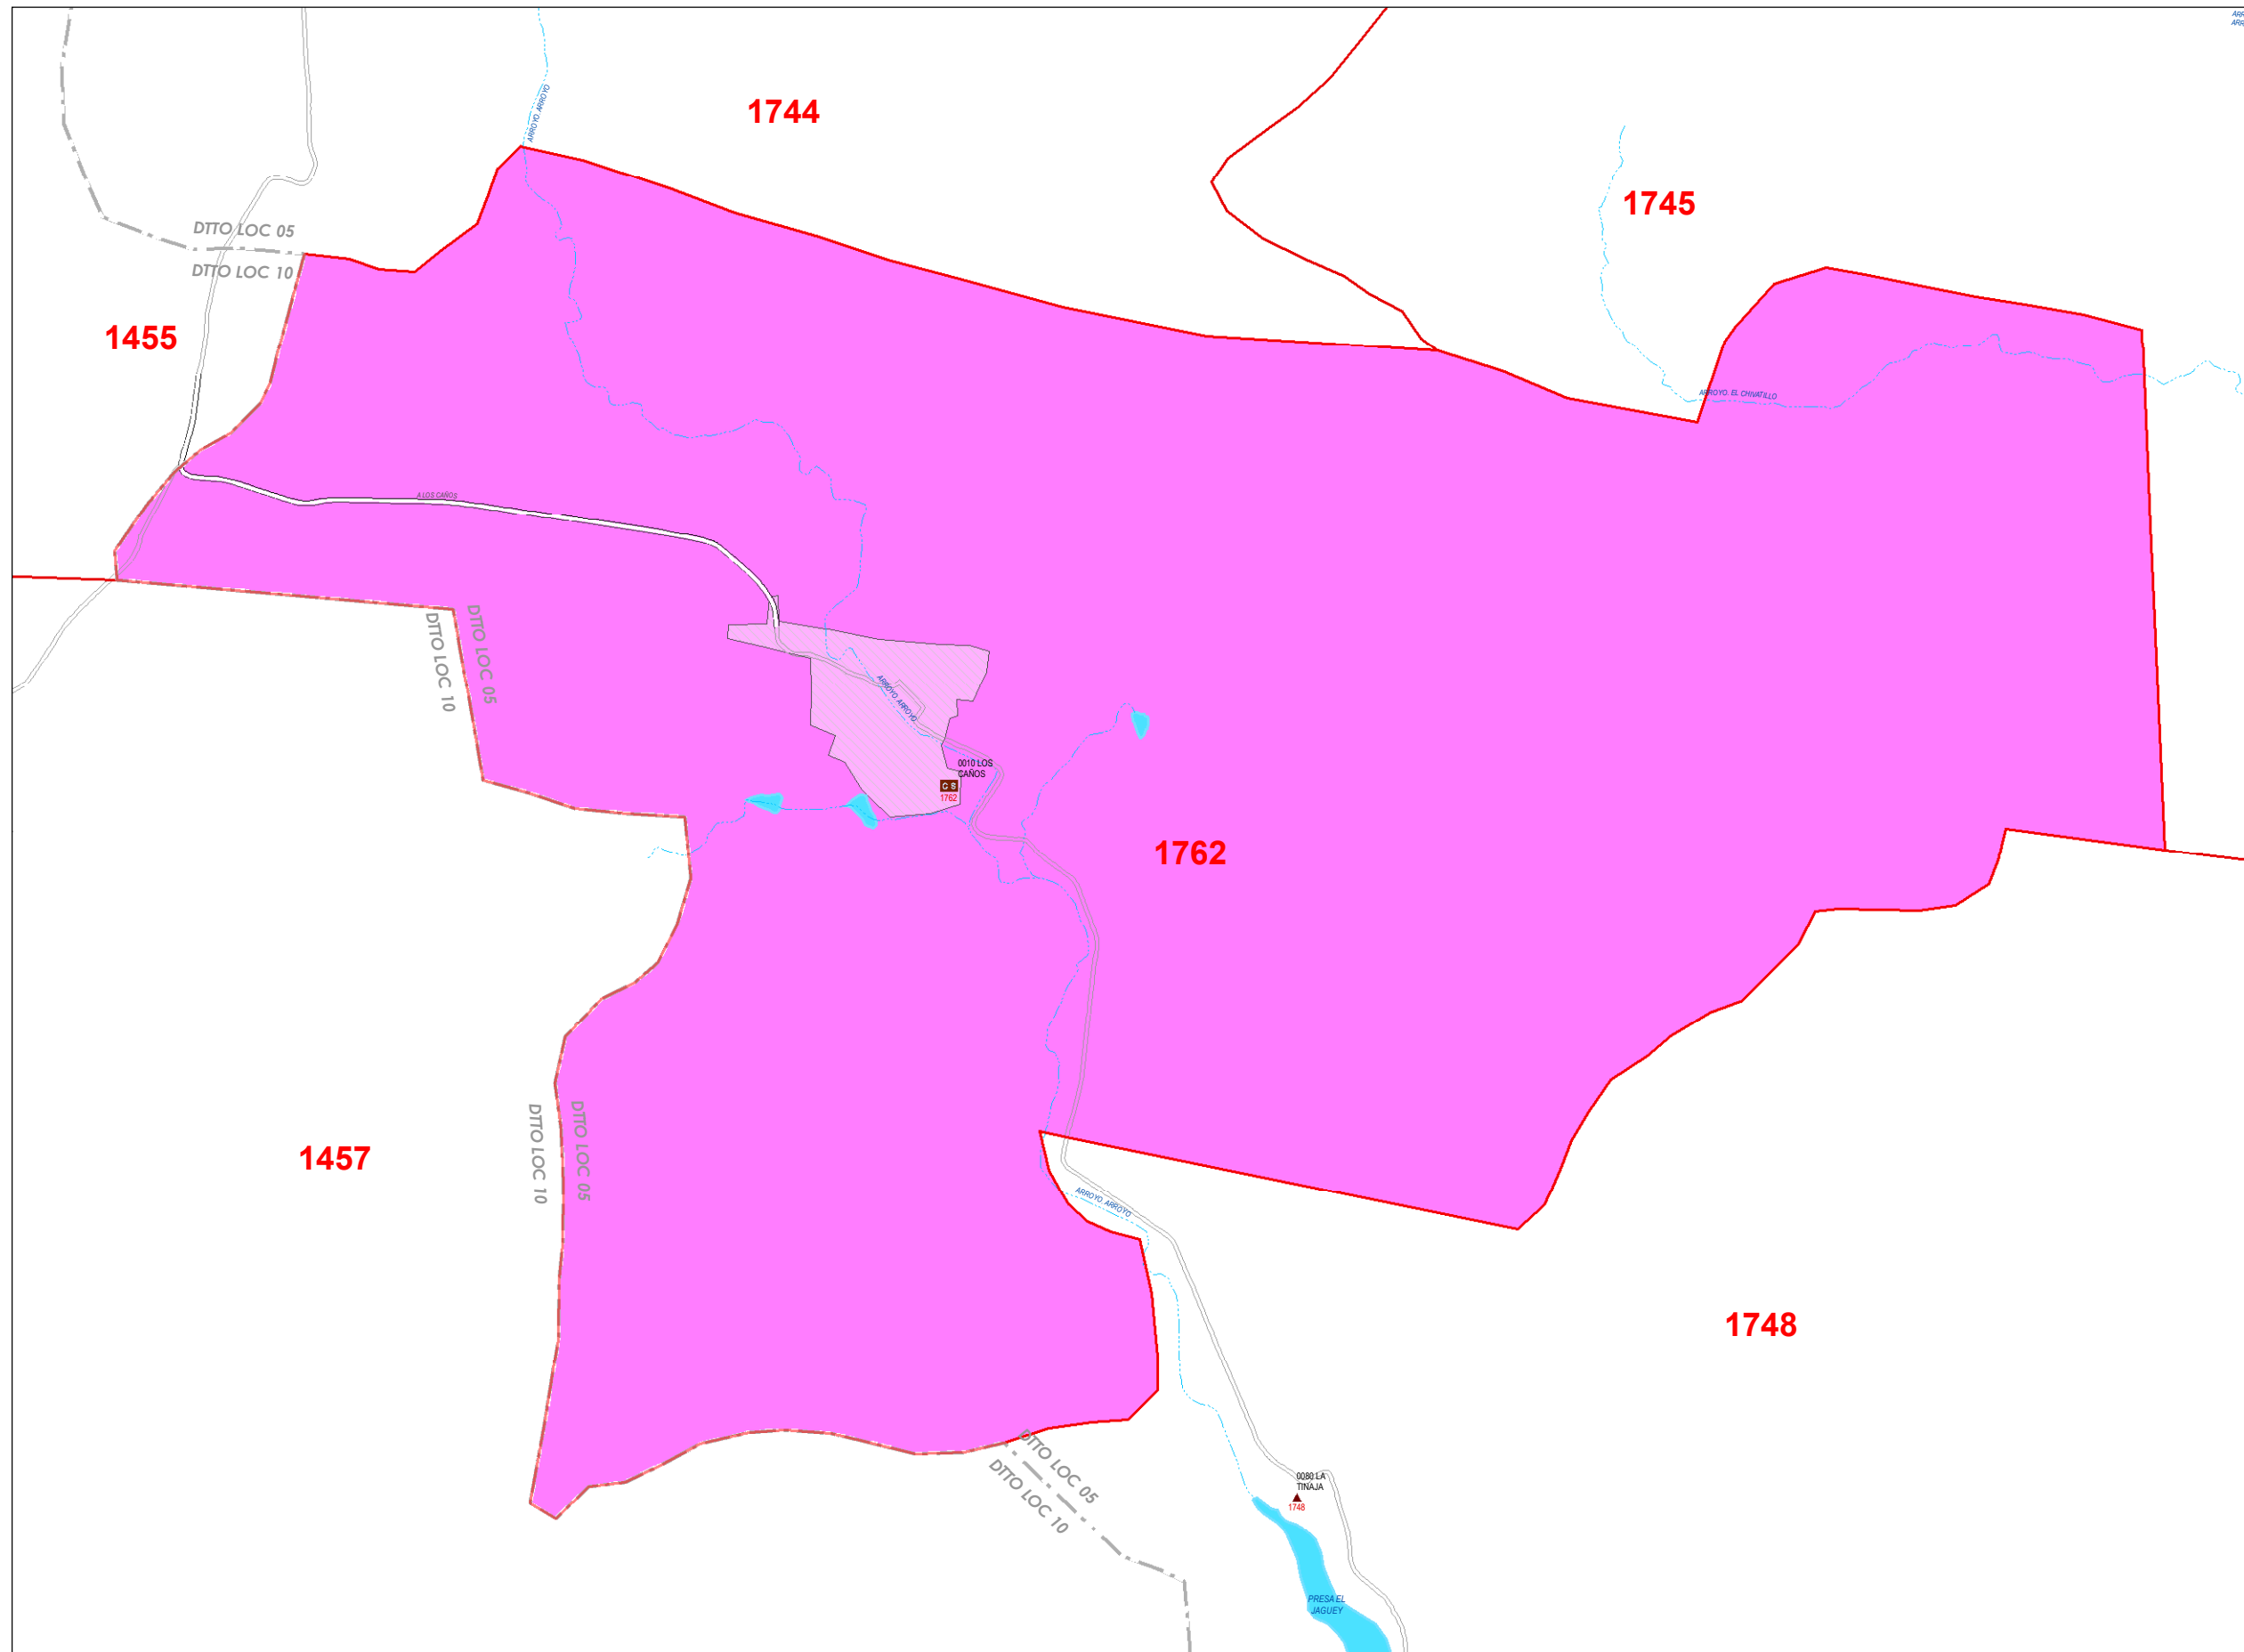 ARROYO. ARROYO
1744
1745
DTTO LOC 05
DTTO LOC 10
1455
ARROYO. EL CHIVATILLO
A LOS CAÑOS
DTTO LOC 05
DTTO LOC 10
ARROYO. ARROYO
0010 LOS
CAÑOS
C S
1762
1762
DTTO LOC 10
DTTO LOC 05
1457
ARROYO. ARROYO
1748
DTTO LOC 05
DTTO LOC 10
0080 LA
TINAJA
1748
PRESA EL
JAGUEY